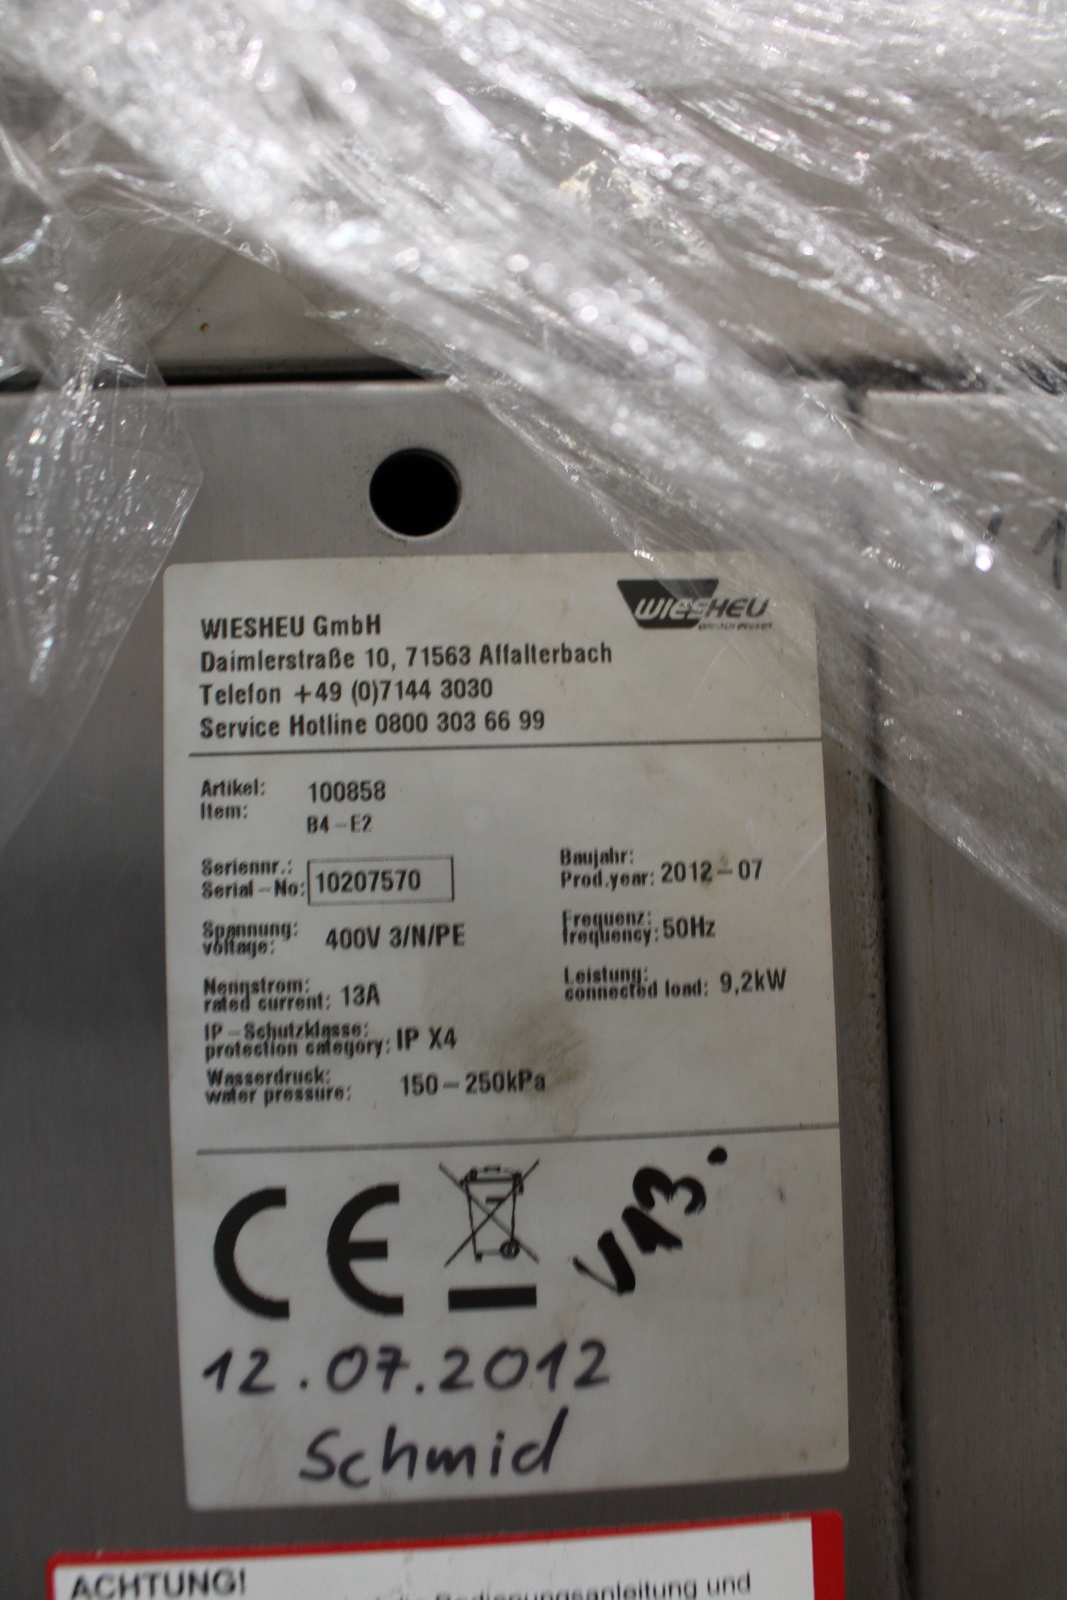 WIESHEU
WIESHEU GmbH
Daimlerstraße 10, 71563 Affalterbach
Telefon +49 (0)7144 3030
Service Hotline 0800 303 66 99
Artikel: 100858
Item: B4-E2
Seriennr.:
Serial-No: 10207570
Baujahr:
Prod.year: 2012-07
Spannung:
voltage: 400V 3/N/PE
Frequenz:
frequency: 50Hz
Nennstrom:
rated current: 13A
Leistung:
connected load: 9,2kW
IP-Schutzklasse:
protection category: IP X4
Wasserdruck:
water pressure: 150-250kPa
CE
V13.
12.07.2012
Schmid
ACHTUNG!
Bedienungsanleitung und